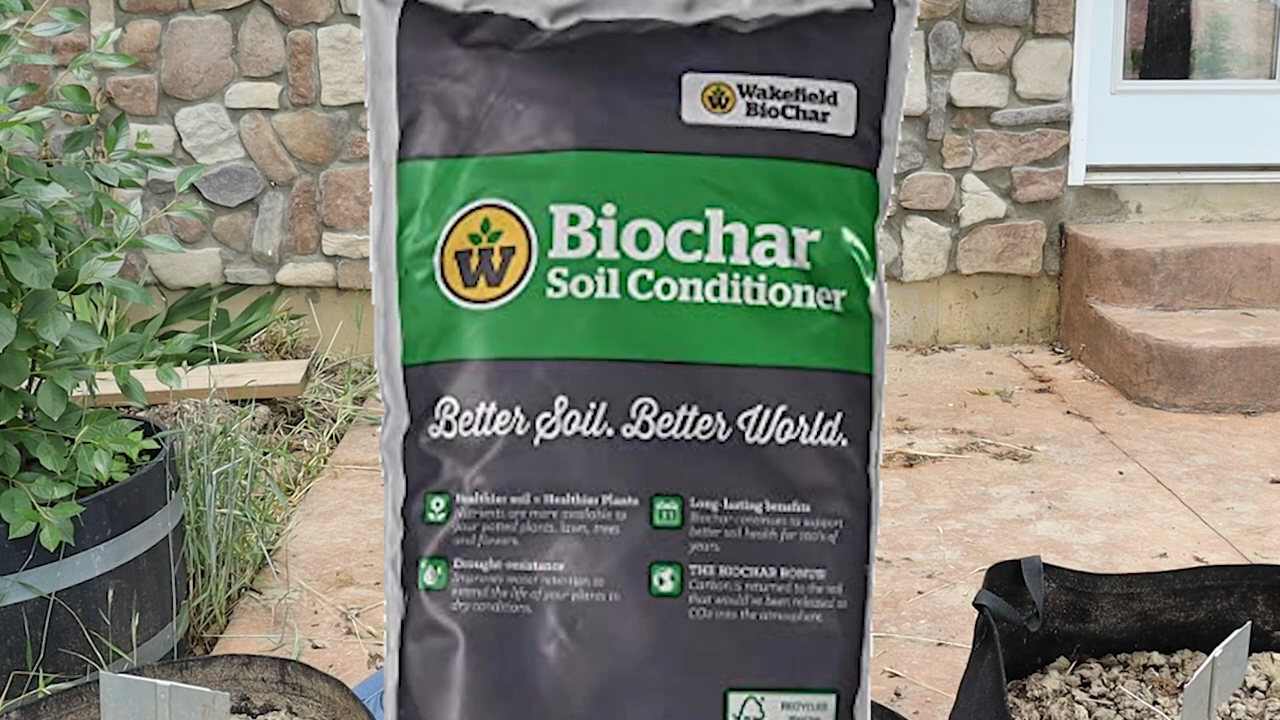 Wakefield
BioChar
W
Biochar
Soil Conditioner
Better Soil. Better World.
Healthier soil = Healthier Plants
Nutrients are more available to
your potted plants, lawn, trees
and flowers.
Drought-resistance
Improves water retention to
extend the life of your plants in
dry conditions.
Long-lasting benefits
Biochar continues to support
better soil health for 100's of
years.
THE BIOCHAR BONUS
Carbon is returned to the soil
that would've been released as
CO2 into the atmosphere.
RECYCLED